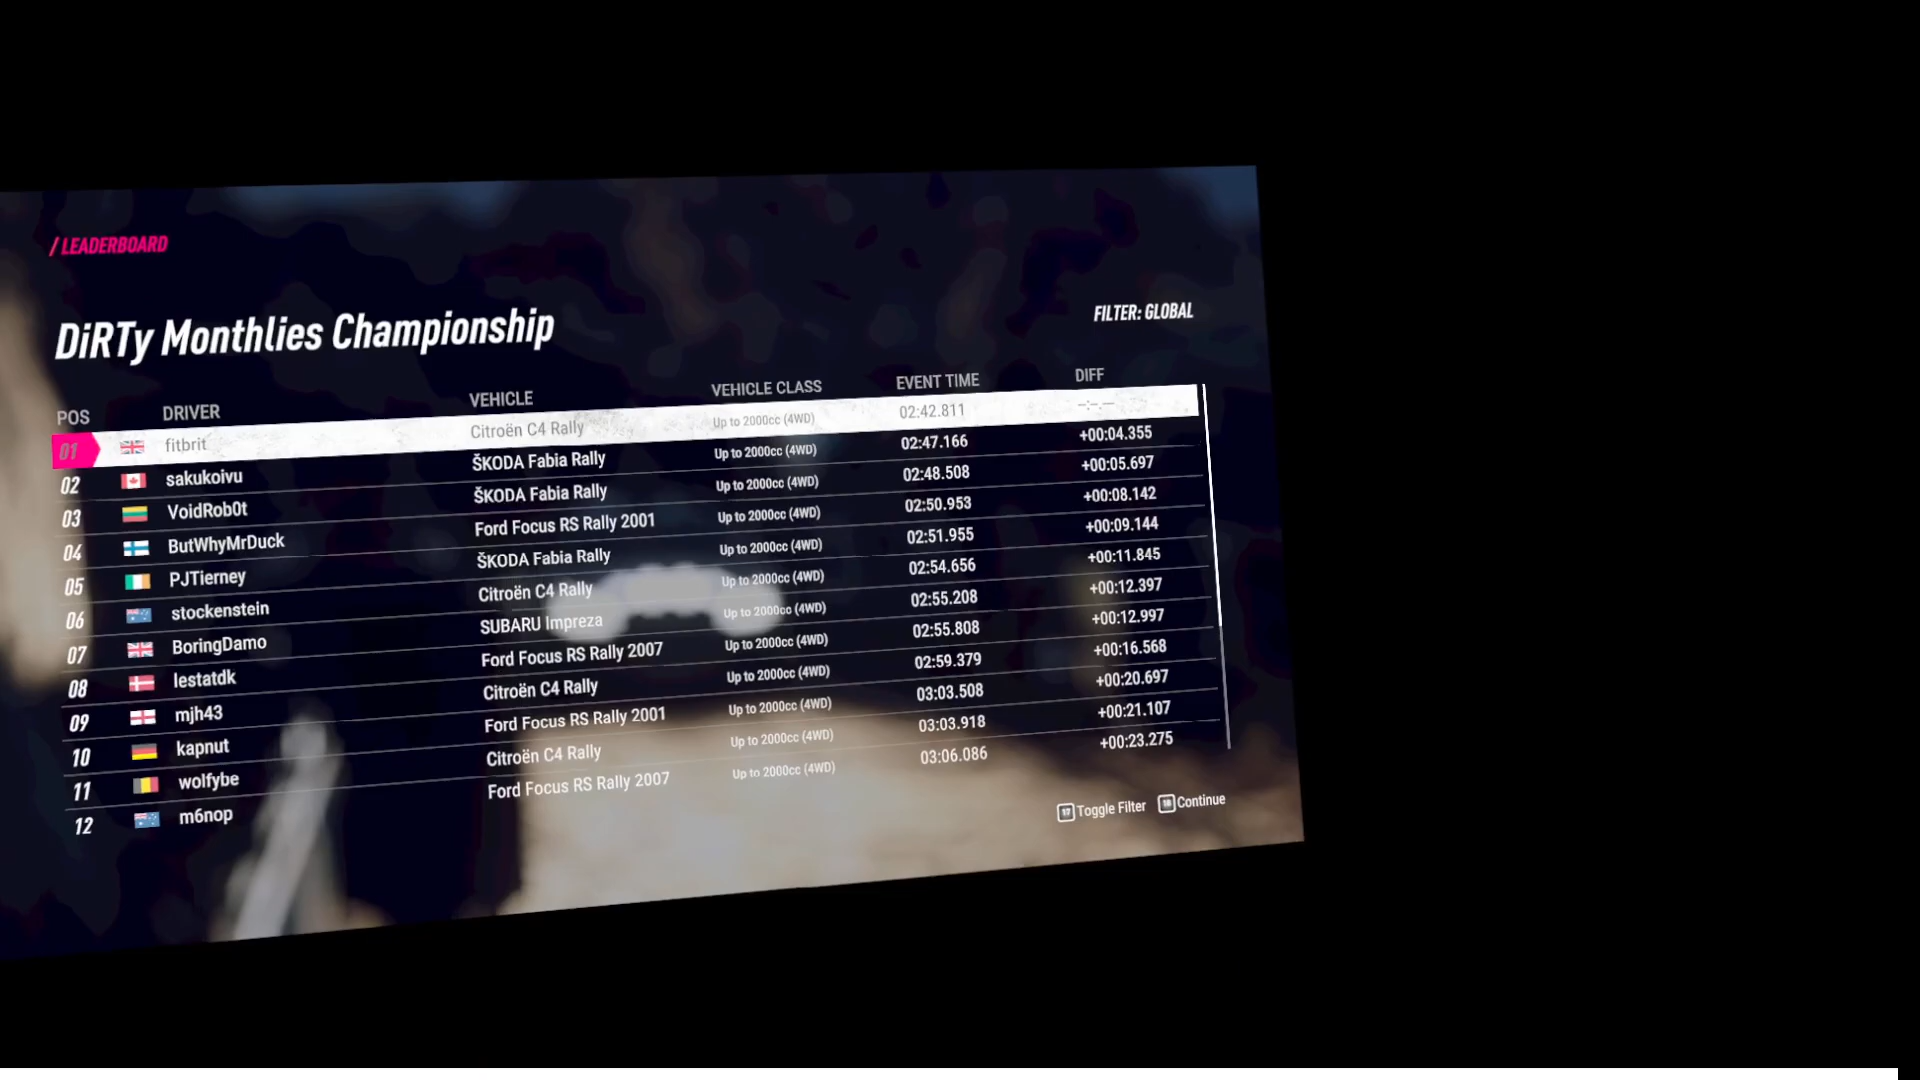 / LEADERBOARD
DiRTy Monthlies Championship
FILTER: GLOBAL
POS DRIVER VEHICLE VEHICLE CLASS EVENT TIME DIFF
01 fitbrit Citroën C4 Rally Up to 2000cc (4WD) 02:42.811 --:--.---
02 sakukoivu ŠKODA Fabia Rally Up to 2000cc (4WD) 02:47.166 +00:04.355
03 VoidRob0t ŠKODA Fabia Rally Up to 2000cc (4WD) 02:48.508 +00:05.697
04 ButWhyMrDuck Ford Focus RS Rally 2001 Up to 2000cc (4WD) 02:50.953 +00:08.142
05 PJTierney ŠKODA Fabia Rally Up to 2000cc (4WD) 02:51.955 +00:09.144
06 stockenstein Citroën C4 Rally Up to 2000cc (4WD) 02:54.656 +00:11.845
07 BoringDamo SUBARU Impreza Up to 2000cc (4WD) 02:55.208 +00:12.397
08 lestatdk Ford Focus RS Rally 2007 Up to 2000cc (4WD) 02:55.808 +00:12.997
09 mjh43 Citroën C4 Rally Up to 2000cc (4WD) 02:59.379 +00:16.568
10 kapnut Ford Focus RS Rally 2001 Up to 2000cc (4WD) 03:03.508 +00:20.697
11 wolfybe Citroën C4 Rally Up to 2000cc (4WD) 03:03.918 +00:21.107
12 m6nop Ford Focus RS Rally 2007 Up to 2000cc (4WD) 03:06.086 +00:23.275
Toggle Filter Continue